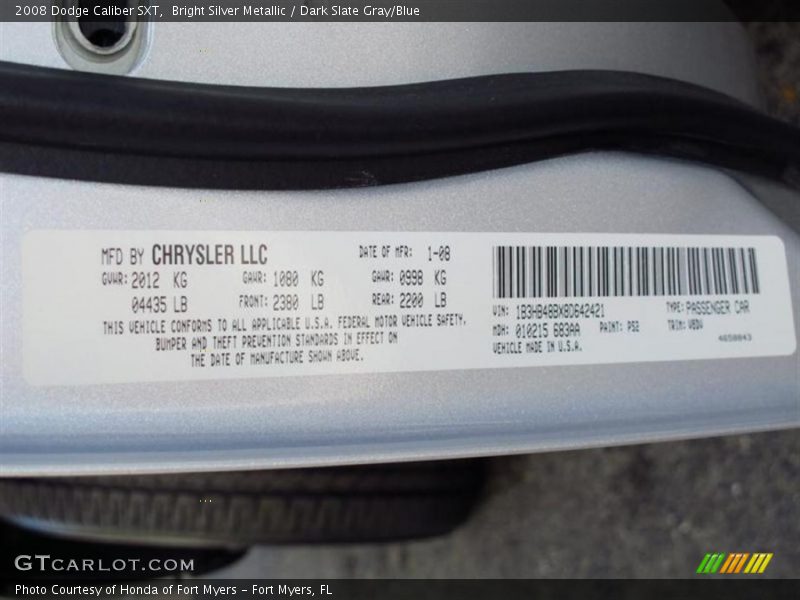 2008 Dodge Caliber SXT, Bright Silver Metallic / Dark Slate Gray/Blue
MFD BY CHRYSLER LLC DATE OF MFR: 1-08
GVWR: 2012 KG GAWR: 1080 KG GAWR: 0998 KG
04435 LB FRONT: 2380 LB REAR: 2200 LB
THIS VEHICLE CONFORMS TO ALL APPLICABLE U.S.A. FEDERAL MOTOR VEHICLE SAFETY,
BUMPER AND THEFT PREVENTION STANDARDS IN EFFECT ON
THE DATE OF MANUFACTURE SHOWN ABOVE.
VIN: 1B3HB48BX8D642421 TYPE: PASSENGER CAR
MDH: 010215 683AA PAINT: PS2 TRIM: VBDV
VEHICLE MADE IN U.S.A. 4658843
GTCARLOT.COM
Photo Courtesy of Honda of Fort Myers - Fort Myers, FL